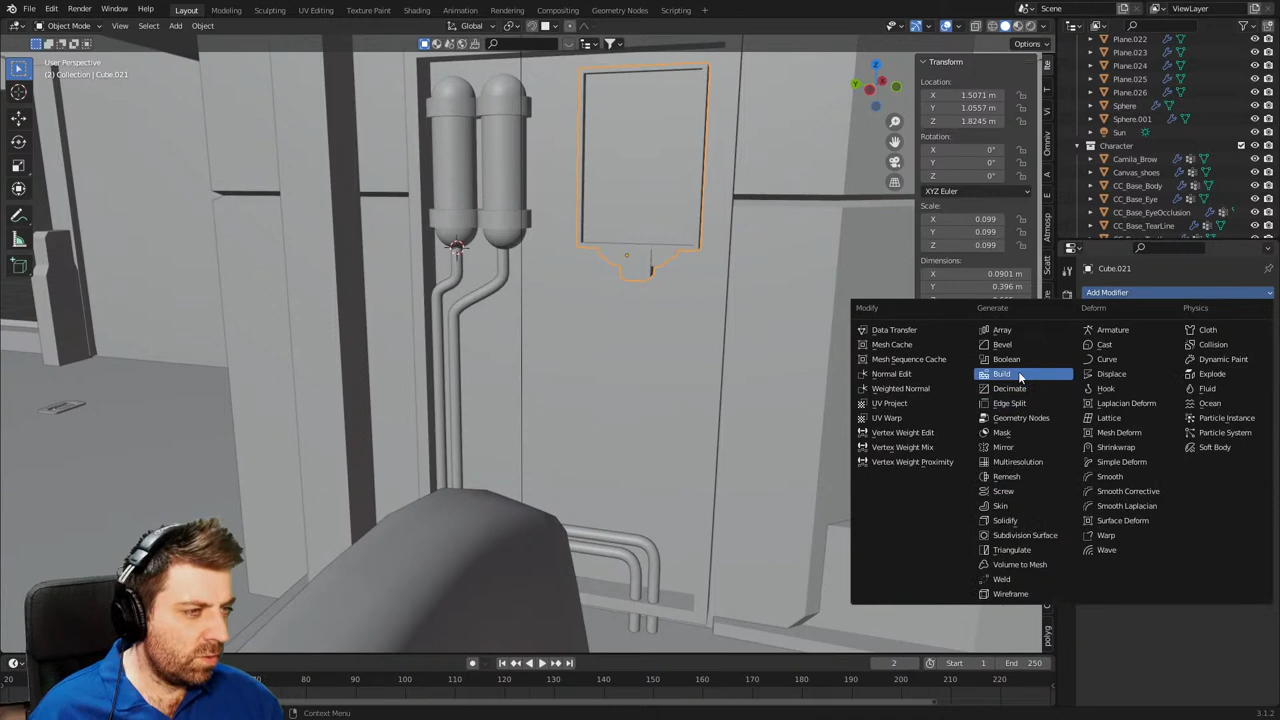 File Edit Render Window Help Layout Modeling Sculpting UV Editing Texture Paint Shading Animation Rendering Compositing Geometry Nodes Scripting Scene ViewLayer
Object Mode View Select Add Object Global
Options
User Perspective
(2) Collection | Cube.021
Z
Y
Transform
Location:
X 1.5071 m
Y 1.0557 m
Z 1.8245 m
Rotation:
X 0°
Y 0°
Z 0°
XYZ Euler
Scale:
X 0.099
Y 0.099
Z 0.099
Dimensions:
X 0.0901 m
Y 0.396 m
Plane.022
Plane.023
Plane.024
Plane.025
Plane.026
Sphere
Sphere.001
Sun
Character
Camila_Brow
Canvas_shoes
CC_Base_Body
CC_Base_Eye
CC_Base_EyeOcclusion
CC_Base_TearLine
Cube.021
Add Modifier
Modify
Data Transfer
Mesh Cache
Mesh Sequence Cache
Normal Edit
Weighted Normal
UV Project
UV Warp
Vertex Weight Edit
Vertex Weight Mix
Vertex Weight Proximity
Generate
Array
Bevel
Boolean
Build
Decimate
Edge Split
Geometry Nodes
Mask
Mirror
Multiresolution
Remesh
Screw
Skin
Solidify
Subdivision Surface
Triangulate
Volume to Mesh
Weld
Wireframe
Deform
Armature
Cast
Curve
Displace
Hook
Laplacian Deform
Lattice
Mesh Deform
Shrinkwrap
Simple Deform
Smooth
Smooth Corrective
Smooth Laplacian
Surface Deform
Warp
Wave
Physics
Cloth
Collision
Dynamic Paint
Explode
Fluid
Ocean
Particle Instance
Particle System
Soft Body
2 Start 1 End 250
20 80 90 100 110 120 130 140 150 160 170 180 190 200 210 220
Context Menu 3.1.2